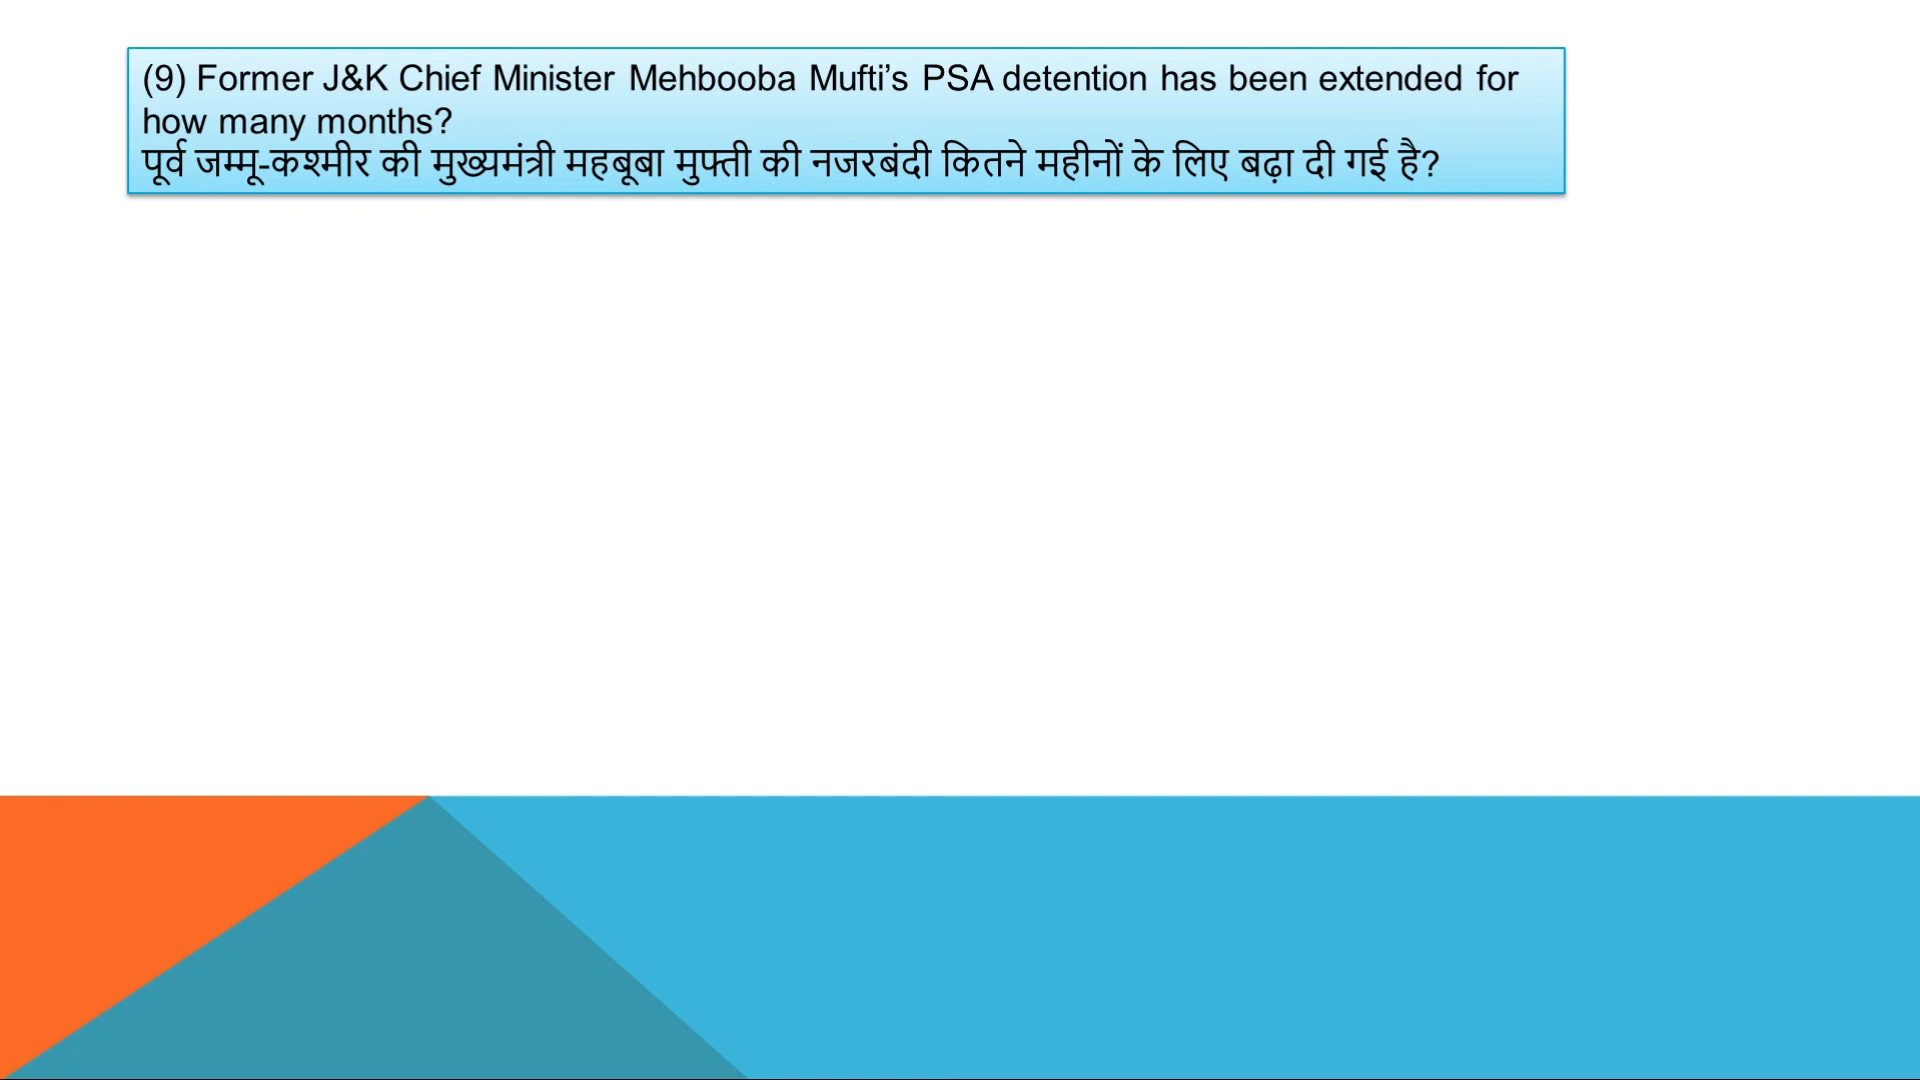 (9) Former J&K Chief Minister Mehbooba Mufti’s PSA detention has been extended for
how many months?
पूर्व जम्मू-कश्मीर की मुख्यमंत्री महबूबा मुफ्ती की नजरबंदी कितने महीनों के लिए बढ़ा दी गई है?